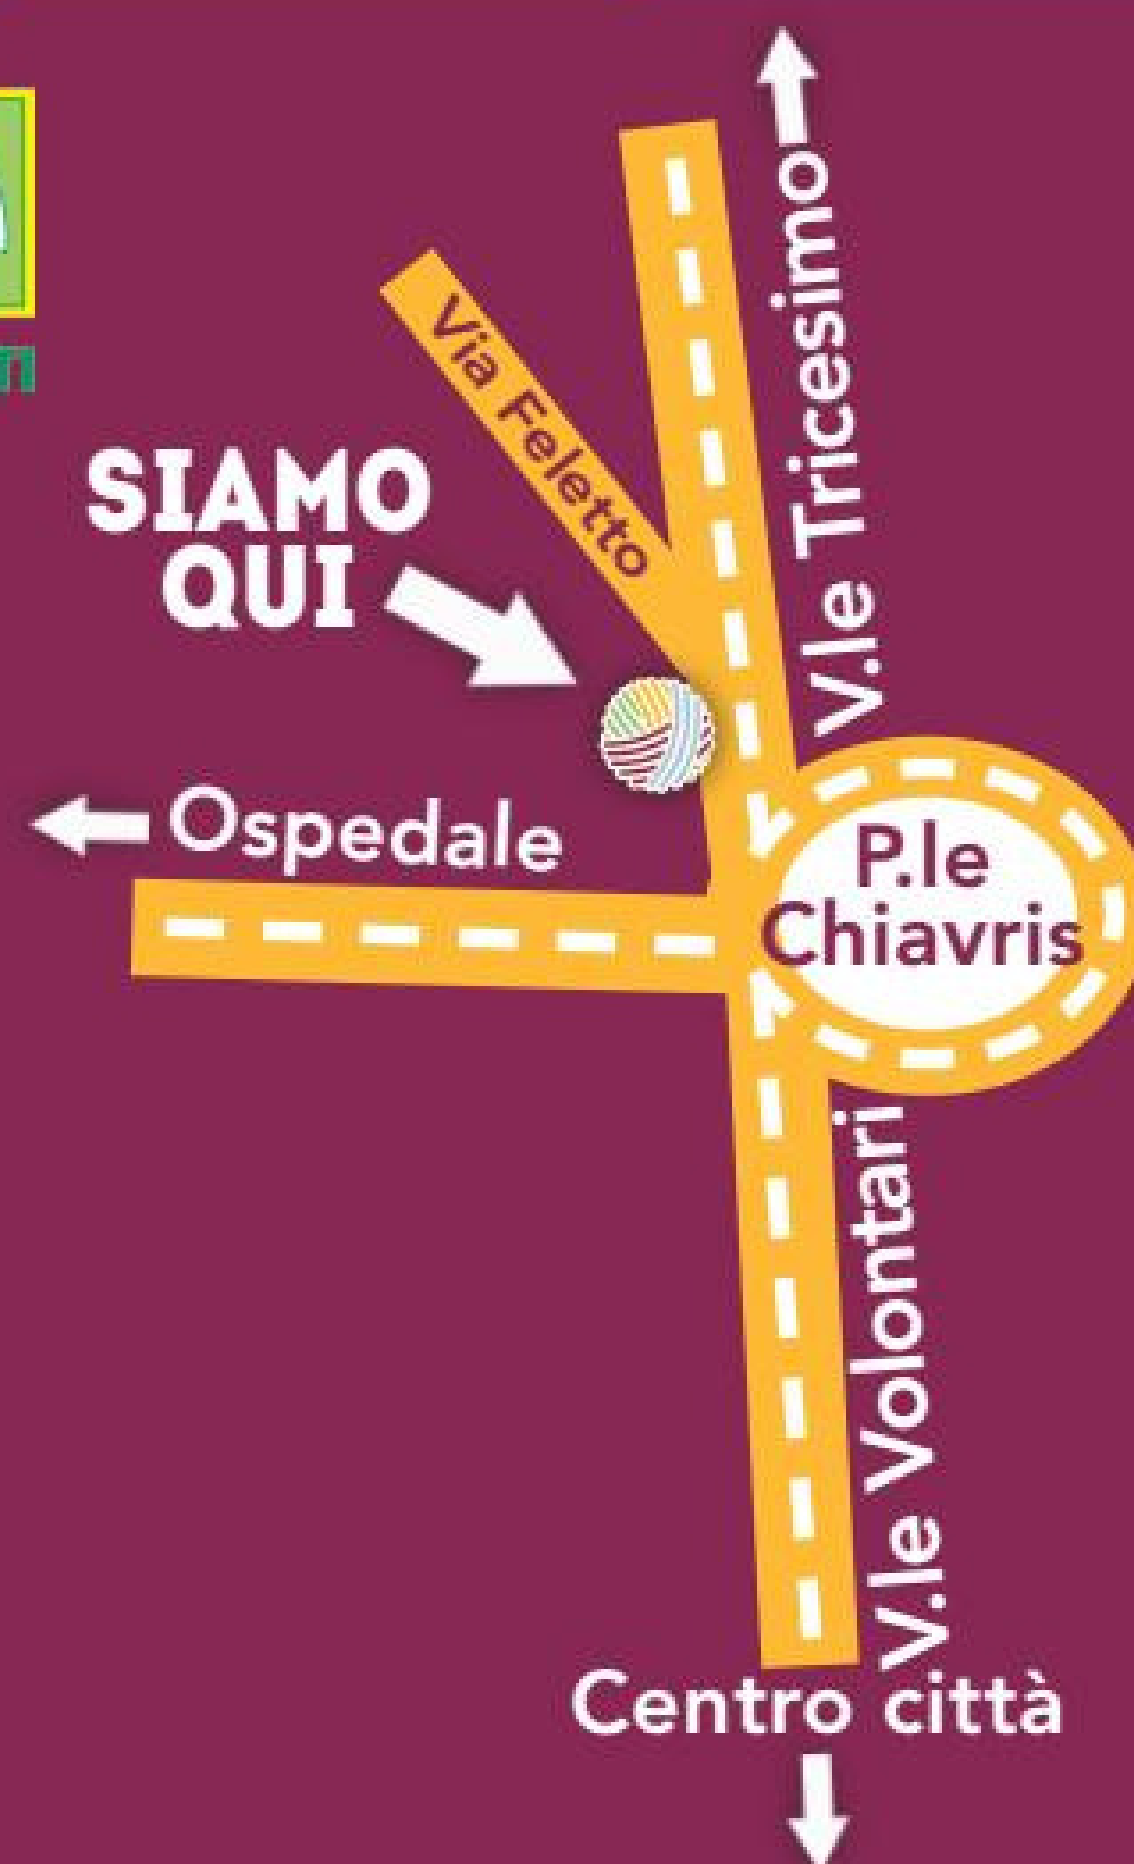 V.le Tricesimo
Via Feletto
SIAMO
QUI
Ospedale
P.le
Chiavris
V.le Volontari
Centro città